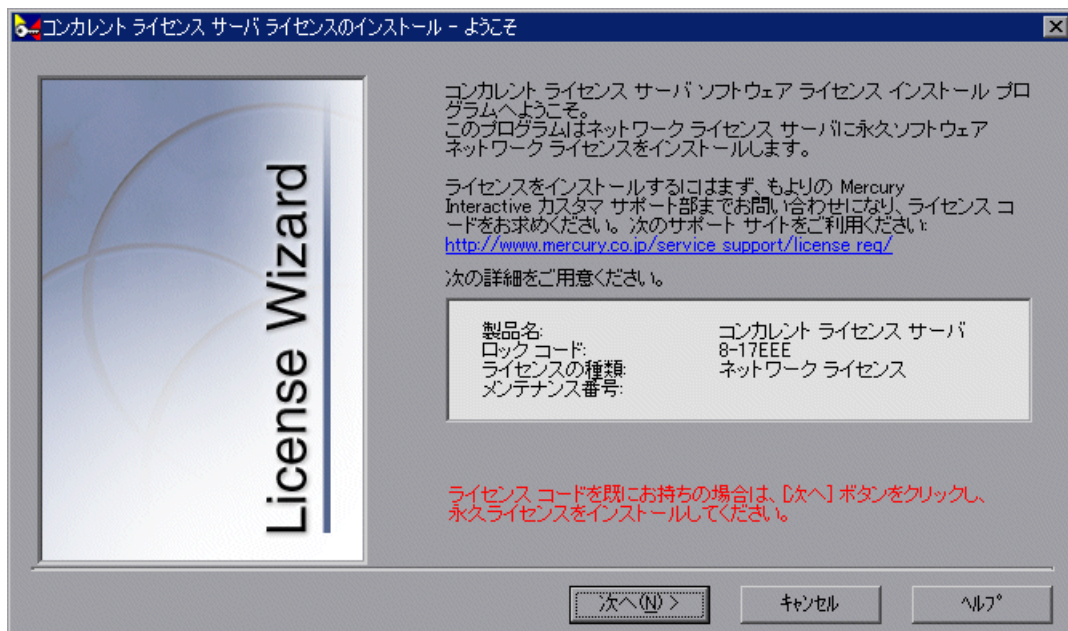 コンカレント ライセンス サーバ ライセンスのインストール - ようこそ
License Wizard
コンカレント ライセンス サーバ ソフトウェア ライセンス インストール プロ
グラムへようこそ。
このプログラムはネットワーク ライセンス サーバに永久ソフトウェア
ネットワーク ライセンスをインストールします。
ライセンスをインストールするにはまず、もよりの Mercury
Interactive カスタマ サポート部までお問い合わせになり、ライセンス コ
ードをお求めください。次のサポート サイトをご利用ください:
http://www.mercury.co.jp/service_support/license_req/
次の詳細をご用意ください。
製品名: コンカレント ライセンス サーバ
ロック コード: 8-17EEE
ライセンスの種類: ネットワーク ライセンス
メンテナンス番号:
ライセンス コードを既にお持ちの場合は、[次へ] ボタンをクリックし、
永久ライセンスをインストールしてください。
次へ(N) > キャンセル ヘルプ